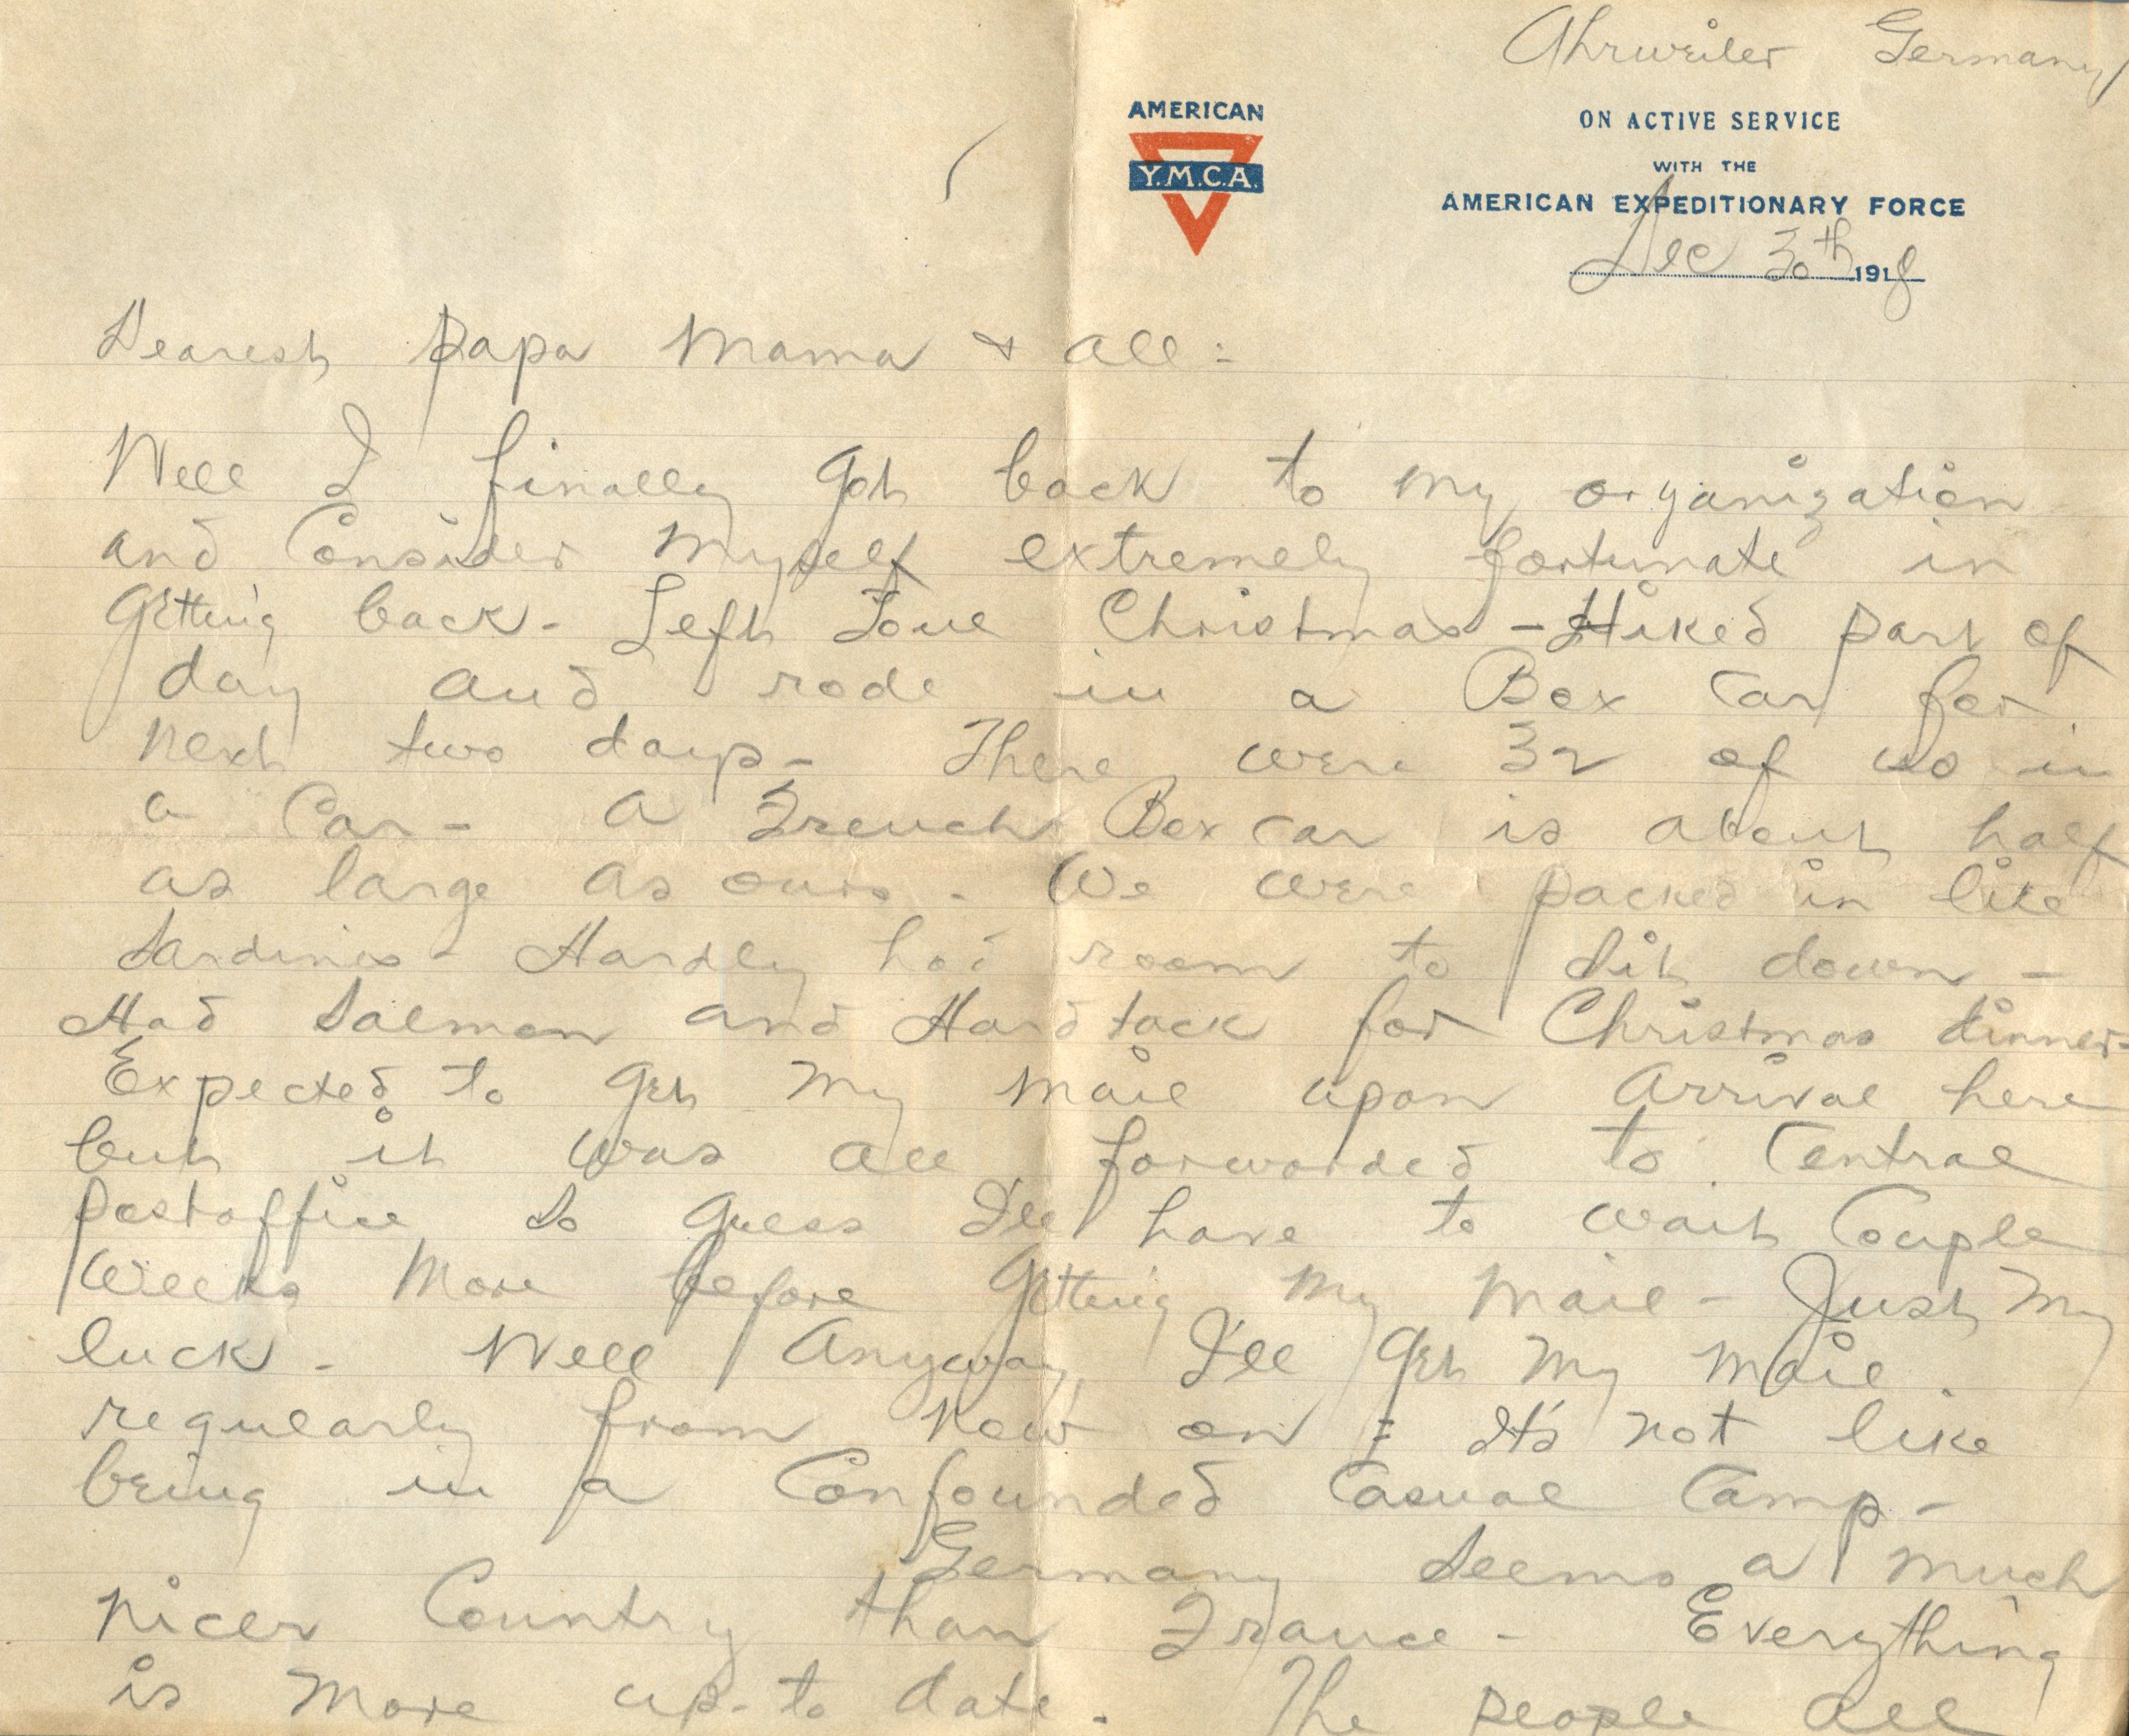 Ahrweiler Germany
AMERICAN
Y.M.C.A.
ON ACTIVE SERVICE
WITH THE
AMERICAN EXPEDITIONARY FORCE
Dec 30th 1918
Dearest Papa Mama & all:
Well I finally got back to my organization
and Consider Myself extremely fortunate in
getting back - Left Toul Christmas - Hiked part of
day and rode in a Box Car for
next two days - There were 32 of us in
a Car - A French Box car is about half
as large as ours - We were packed in like
Sardines - Hardly had room to sit down -
Had Salmon and Hard tack for Christmas dinner -
Expected to get my mail upon arrival here
but it was all forwarded to Central
postoffice so guess I'll have to wait Couple
weeks more before getting my mail - Just my
luck - Well Anyway I'll get my mail
regularly from now on : It's not like
being in a Confounded Casual Camp -
Germany seems a much
nicer Country than France - Everything
is more up-to date. The people all